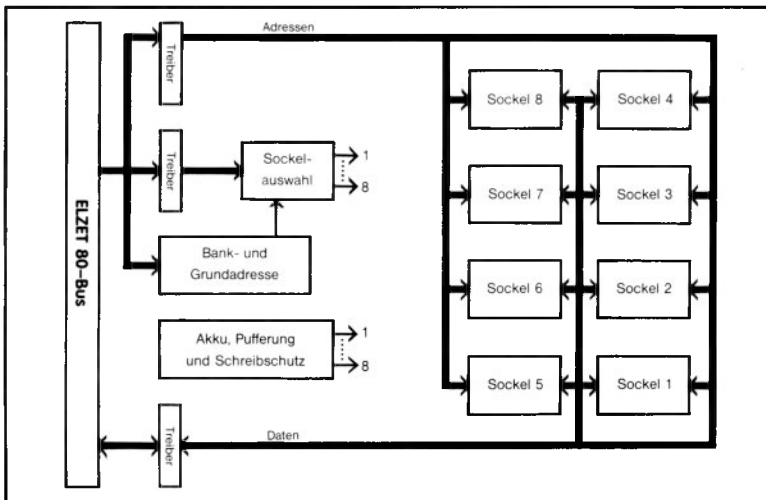 Adressen
Treiber
Sockel 8
Sockel 4
Treiber
Sockel-
auswahl
1
8
Sockel 7
Sockel 3
ELZET 80-Bus
Bank- und
Grundadresse
Sockel 6
Sockel 2
Akku, Pufferung
und Schreibschutz
1
8
Sockel 5
Sockel 1
Treiber
Daten